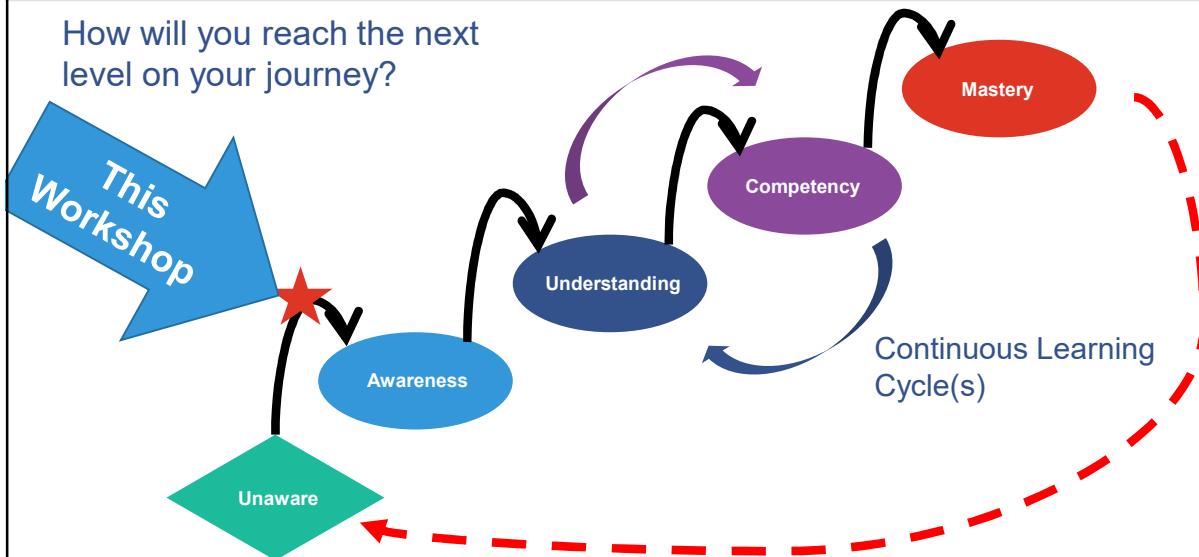 How will you reach the next
level on your journey?
This
Workshop
Mastery
Competency
Understanding
Continuous Learning
Cycle(s)
Awareness
Unaware